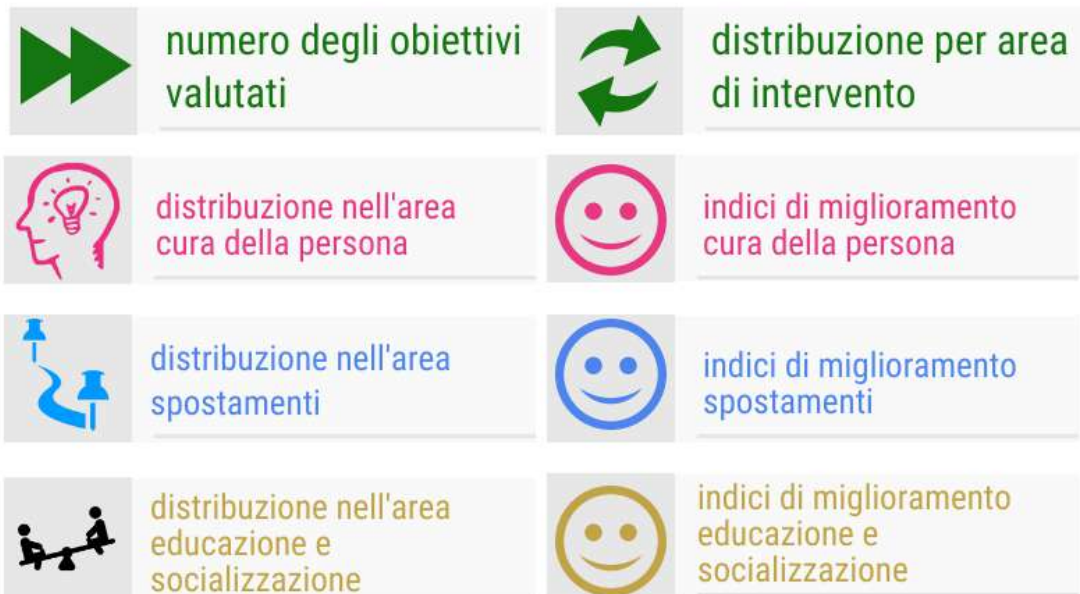 numero degli obiettivi
valutati
distribuzione per area
di intervento
distribuzione nell'area
cura della persona
indici di miglioramento
cura della persona
distribuzione nell'area
spostamenti
indici di miglioramento
spostamenti
distribuzione nell'area
educazione e
socializzazione
indici di miglioramento
educazione e
socializzazione